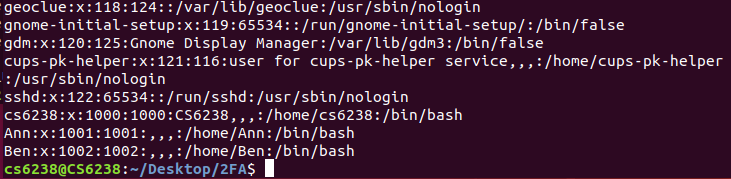 geoclue:x:118:124::/var/lib/geoclue:/usr/sbin/nologin
gnome-initial-setup:x:119:65534::/run/gnome-initial-setup/:/bin/false
gdm:x:120:125:Gnome Display Manager:/var/lib/gdm3:/bin/false
cups-pk-helper:x:121:116:user for cups-pk-helper service,,,:/home/cups-pk-helper
:/usr/sbin/nologin
sshd:x:122:65534::/run/sshd:/usr/sbin/nologin
cs6238:x:1000:1000:CS6238,,,:/home/cs6238:/bin/bash
Ann:x:1001:1001:,,,:/home/Ann:/bin/bash
Ben:x:1002:1002:,,,:/home/Ben:/bin/bash
cs6238@CS6238:~/Desktop/2FA$